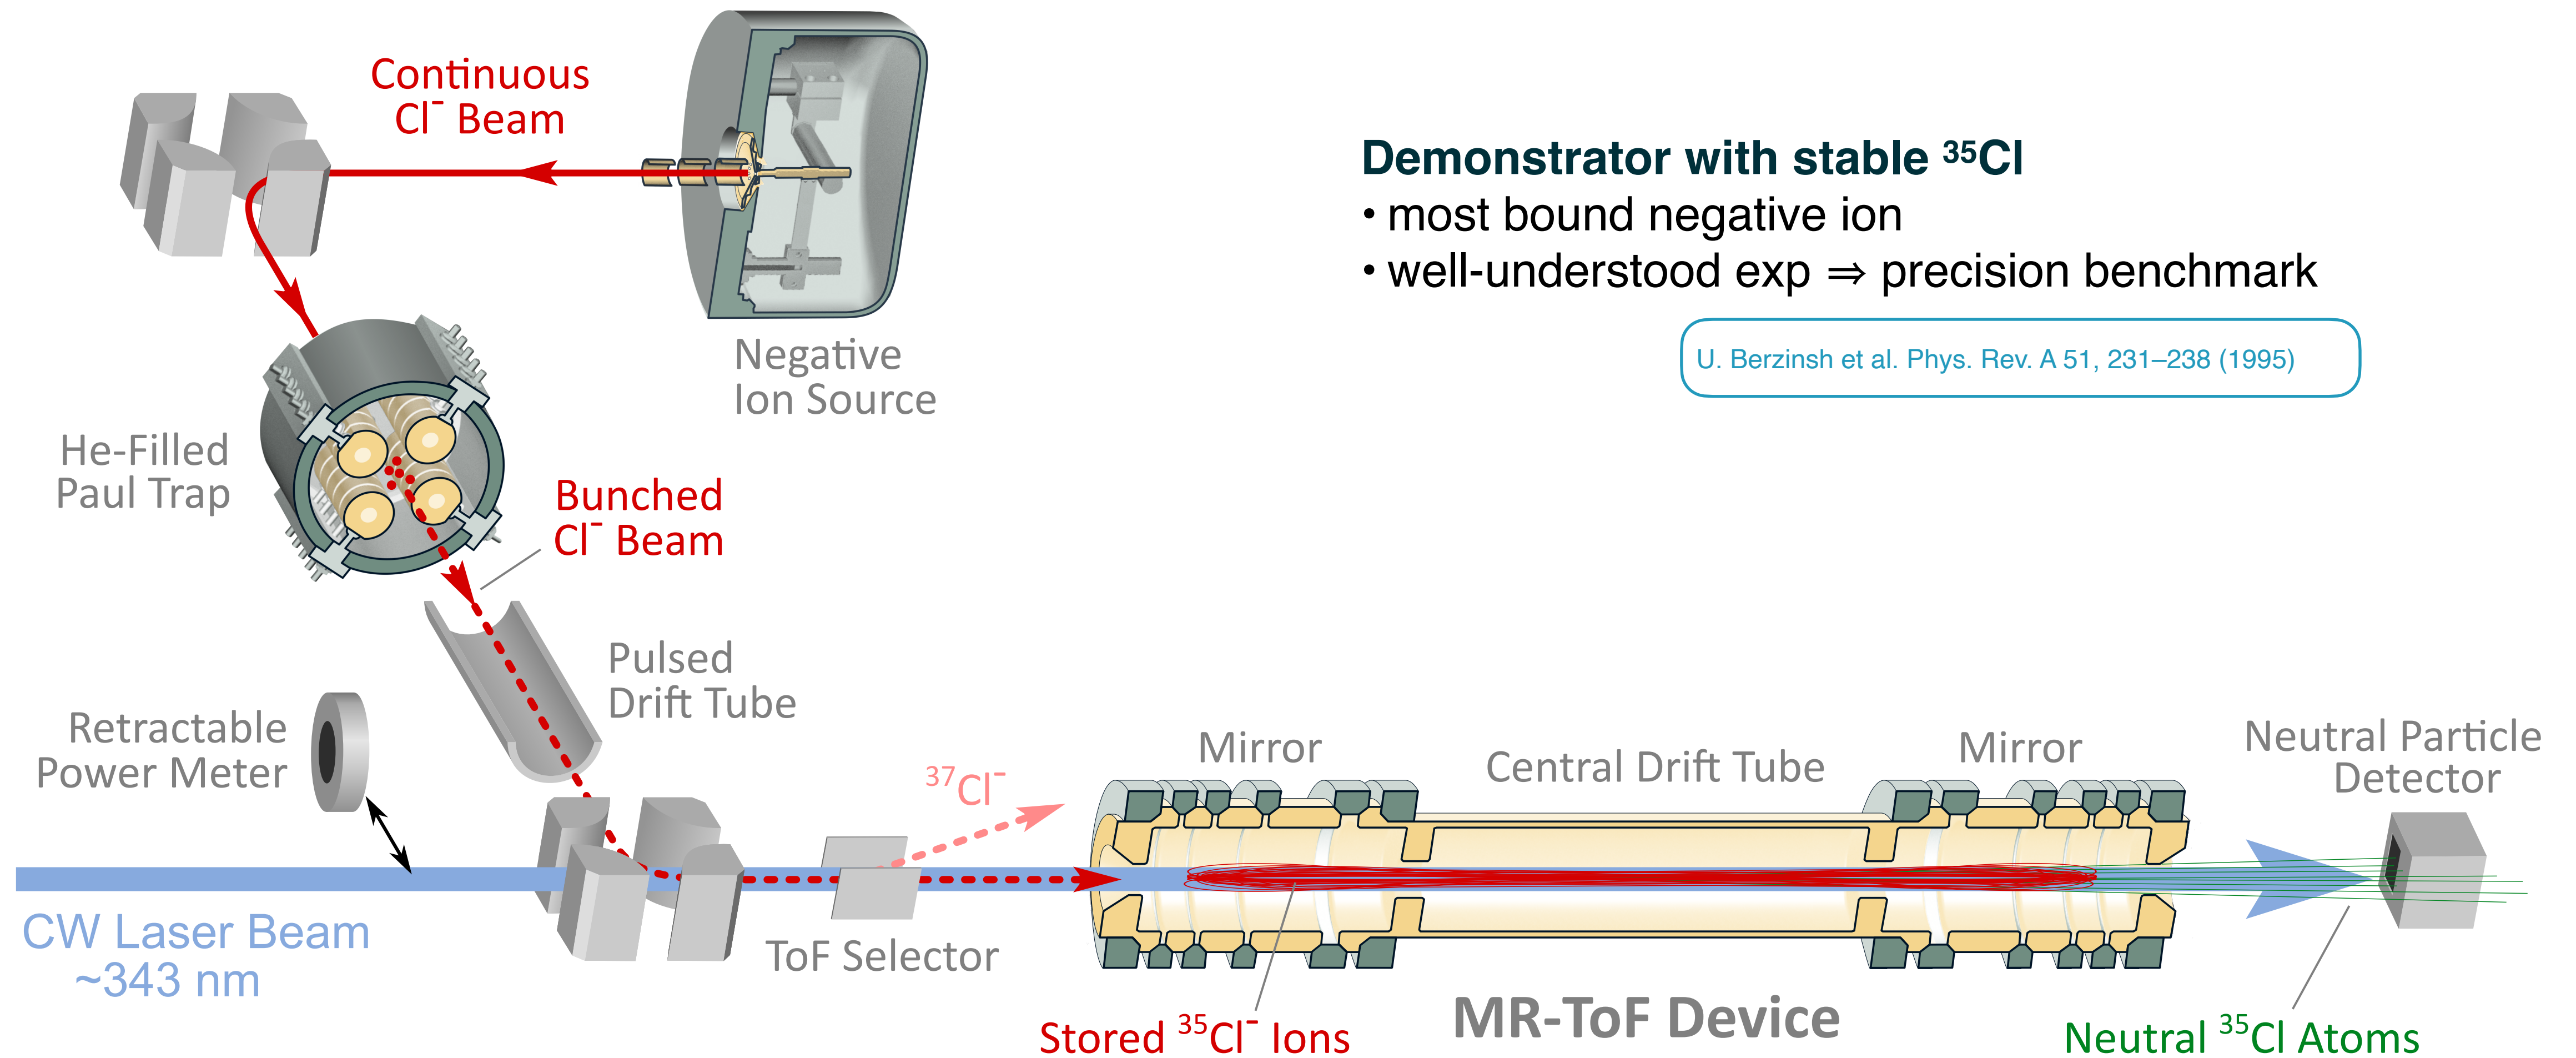 Continuous
Cl⁻ Beam
Demonstrator with stable ³⁵Cl
• most bound negative ion
• well-understood exp ⇒ precision benchmark
U. Berzinsh et al. Phys. Rev. A 51, 231–238 (1995)
Negative
Ion Source
He-Filled
Paul Trap
Bunched
Cl⁻ Beam
Pulsed
Drift Tube
Retractable
Power Meter
³⁷Cl⁻
Mirror
Central Drift Tube
Mirror
Neutral Particle
Detector
CW Laser Beam
~343 nm
ToF Selector
Stored ³⁵Cl⁻ Ions
MR-ToF Device
Neutral ³⁵Cl Atoms